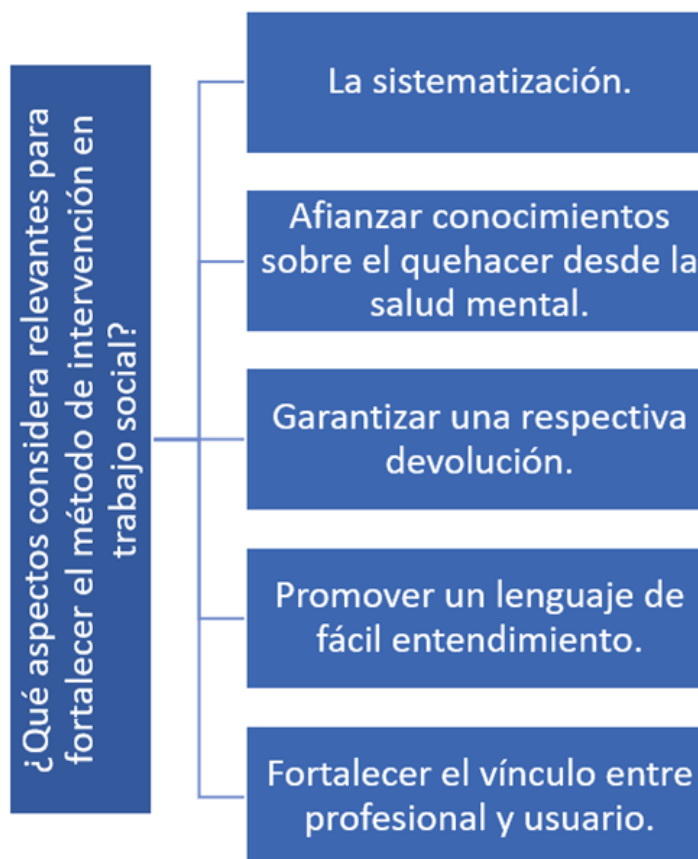 ¿Qué aspectos considera relevantes para
fortalecer el método de intervención en
trabajo social?
La sistematización.
Afianzar conocimientos
sobre el quehacer desde la
salud mental.
Garantizar una respectiva
devolución.
Promover un lenguaje de
fácil entendimiento.
Fortalecer el vínculo entre
profesional y usuario.